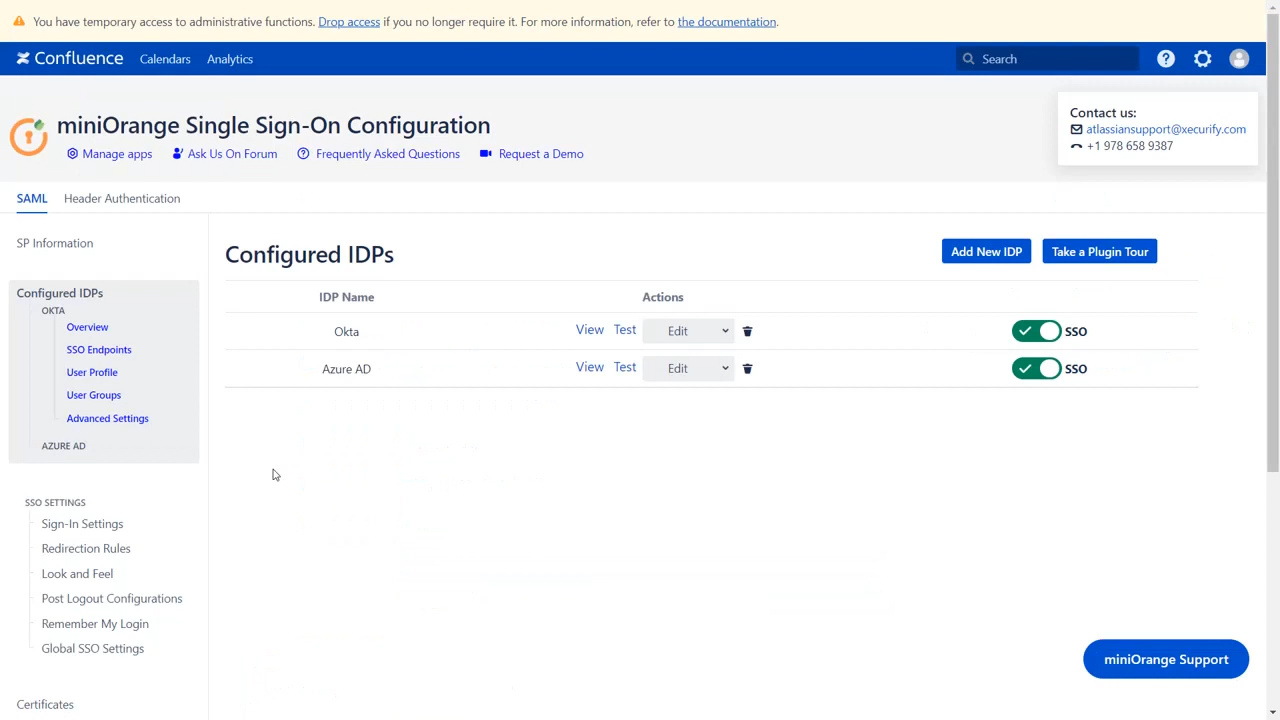 You have temporary access to administrative functions. Drop access if you no longer require it. For more information, refer to the documentation.
Confluence Calendars Analytics Search
miniOrange Single Sign-On Configuration
Manage apps Ask Us On Forum Frequently Asked Questions Request a Demo
Contact us:
atlassiansupport@xecurify.com
+1 978 658 9387
SAML Header Authentication
SP Information
Configured IDPs
OKTA
Overview
SSO Endpoints
User Profile
User Groups
Advanced Settings
AZURE AD
SSO SETTINGS
Sign-In Settings
Redirection Rules
Look and Feel
Post Logout Configurations
Remember My Login
Global SSO Settings
Certificates
Configured IDPs
Add New IDP Take a Plugin Tour
IDP Name Actions
Okta View Test Edit SSO
Azure AD View Test Edit SSO
miniOrange Support